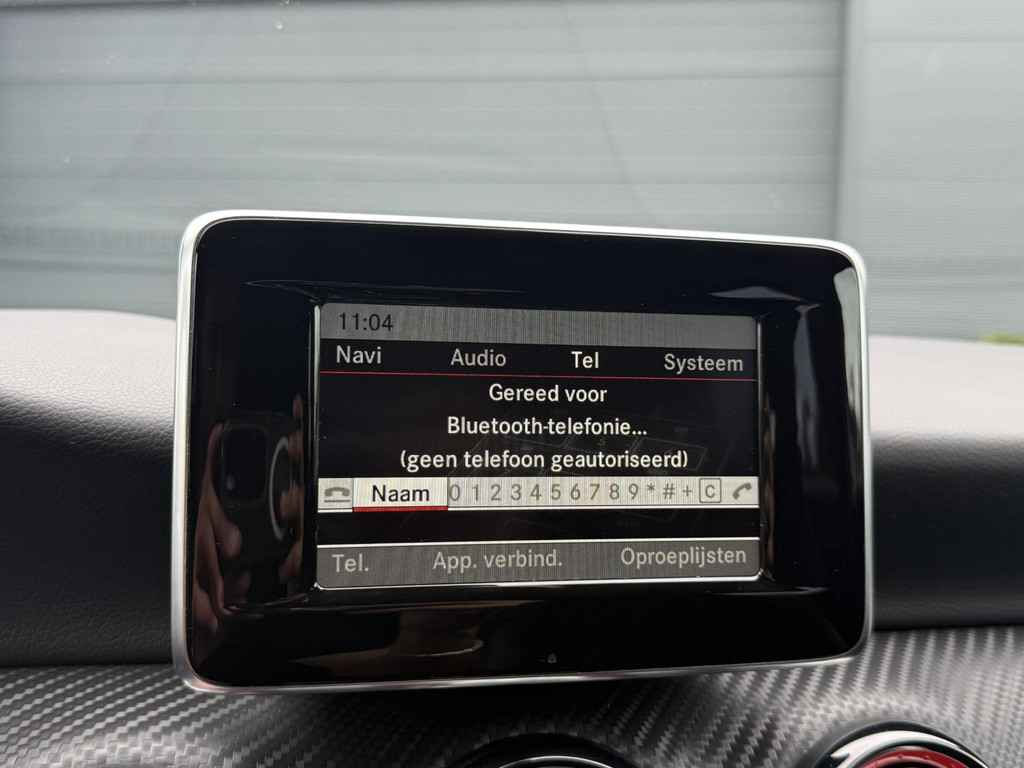 11:04
Navi Audio Tel Systeem
Gereed voor
Bluetooth-telefonie...
(geen telefoon geautoriseerd)
Naam 0 1 2 3 4 5 6 7 8 9 * # + C
Tel. App. verbind. Oproeplijsten